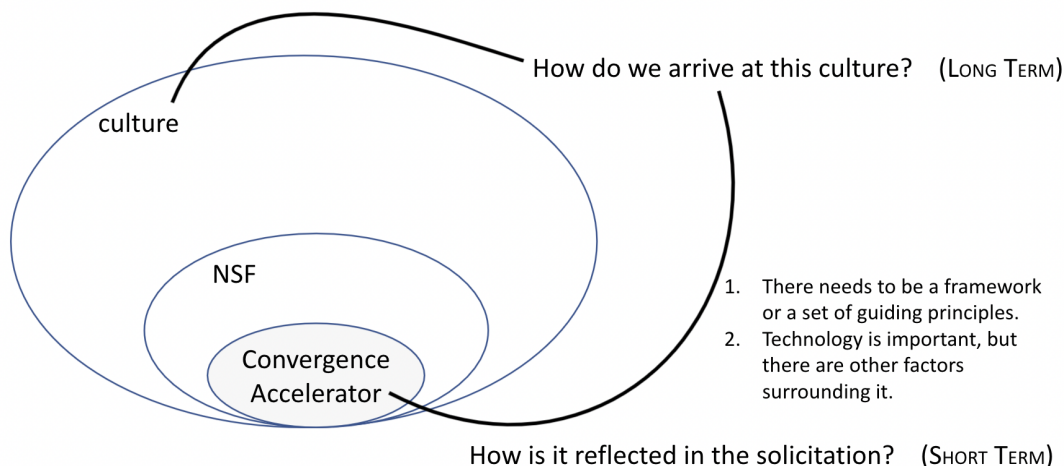 How do we arrive at this culture? (LONG TERM)
culture
NSF
1. There needs to be a framework
or a set of guiding principles.
2. Technology is important, but
there are other factors
surrounding it.
Convergence
Accelerator
How is it reflected in the solicitation? (SHORT TERM)